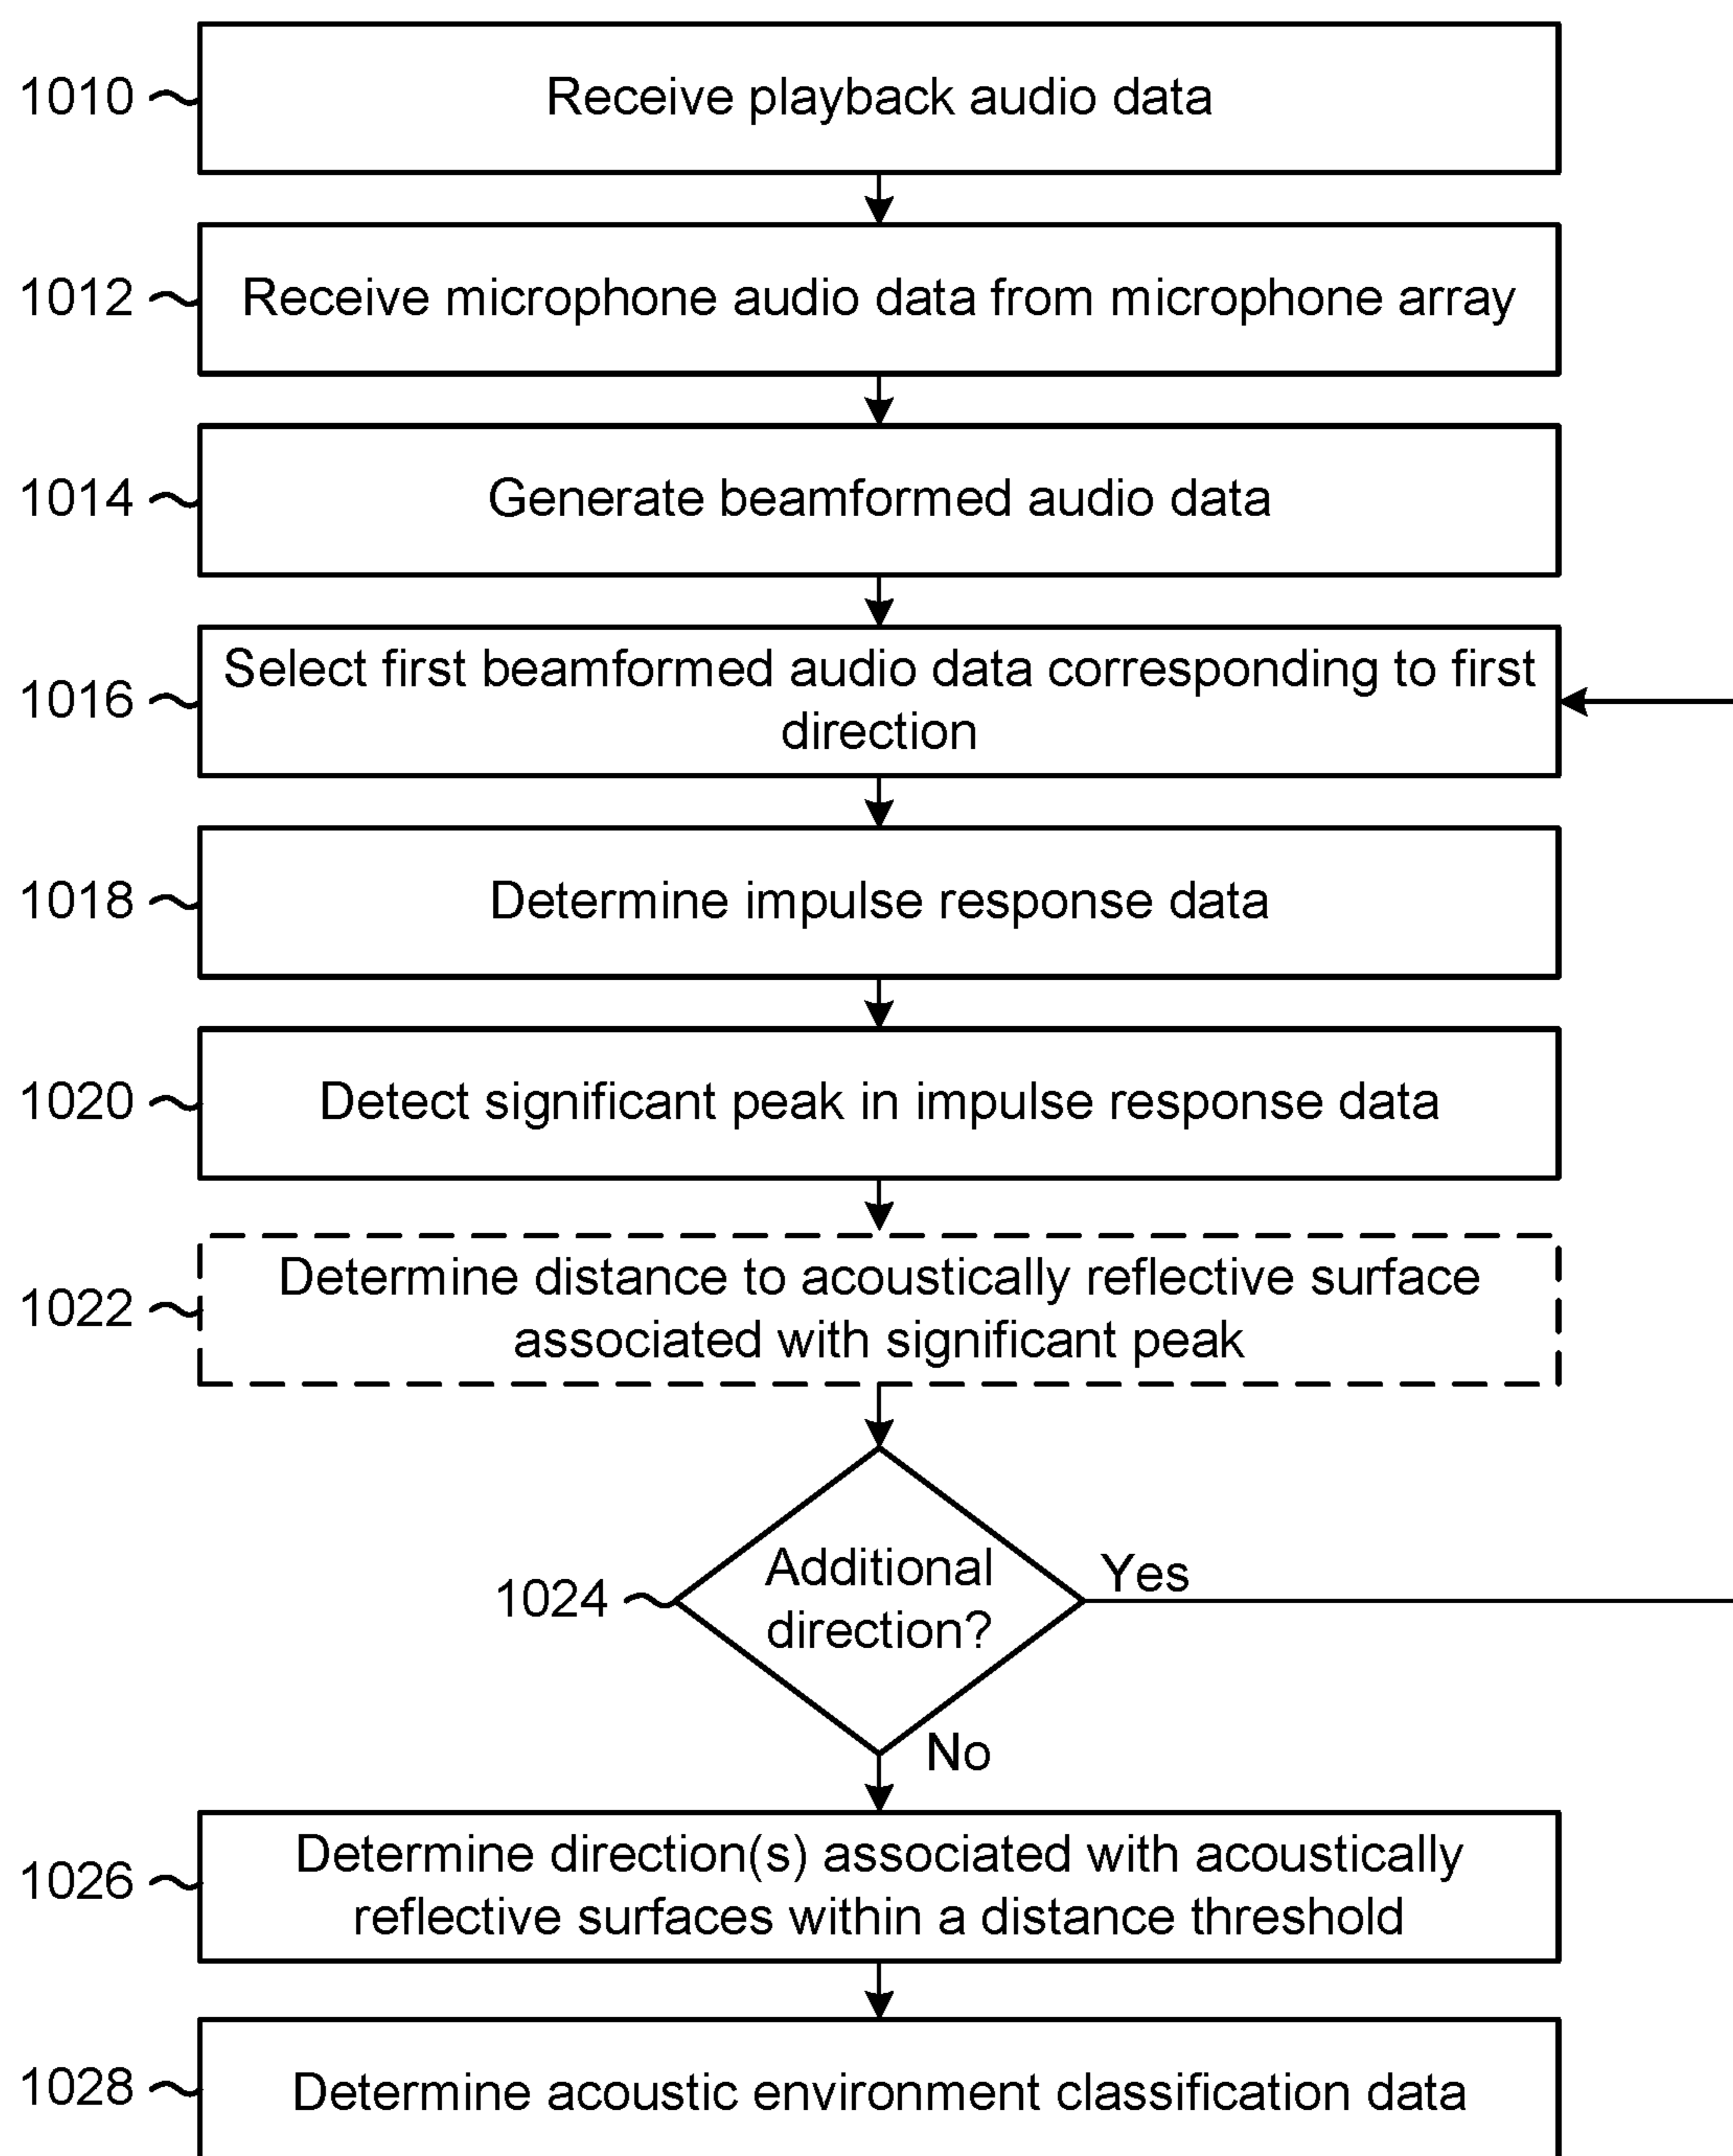 1010
Receive playback audio data
1012
Receive microphone audio data from microphone array
1014
Generate beamformed audio data
1016
Select first beamformed audio data corresponding to first
direction
1018
Determine impulse response data
1020
Detect significant peak in impulse response data
1022
Determine distance to acoustically reflective surface
associated with significant peak
1024
Additional
direction?
Yes
No
1026
Determine direction(s) associated with acoustically
reflective surfaces within a distance threshold
1028
Determine acoustic environment classification data